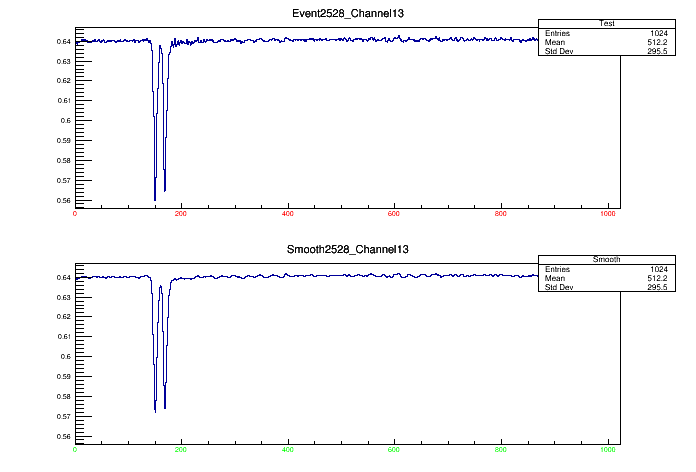 Event2528_Channel13
Test
Entries 1024
Mean 512.2
Std Dev 295.5
0.64
0.63
0.62
0.61
0.6
0.59
0.58
0.57
0.56
0 200 400 600 800 1000
Smooth2528_Channel13
Smooth
Entries 1024
Mean 512.2
Std Dev 295.5
0.64
0.63
0.62
0.61
0.6
0.59
0.58
0.57
0.56
0 200 400 600 800 1000